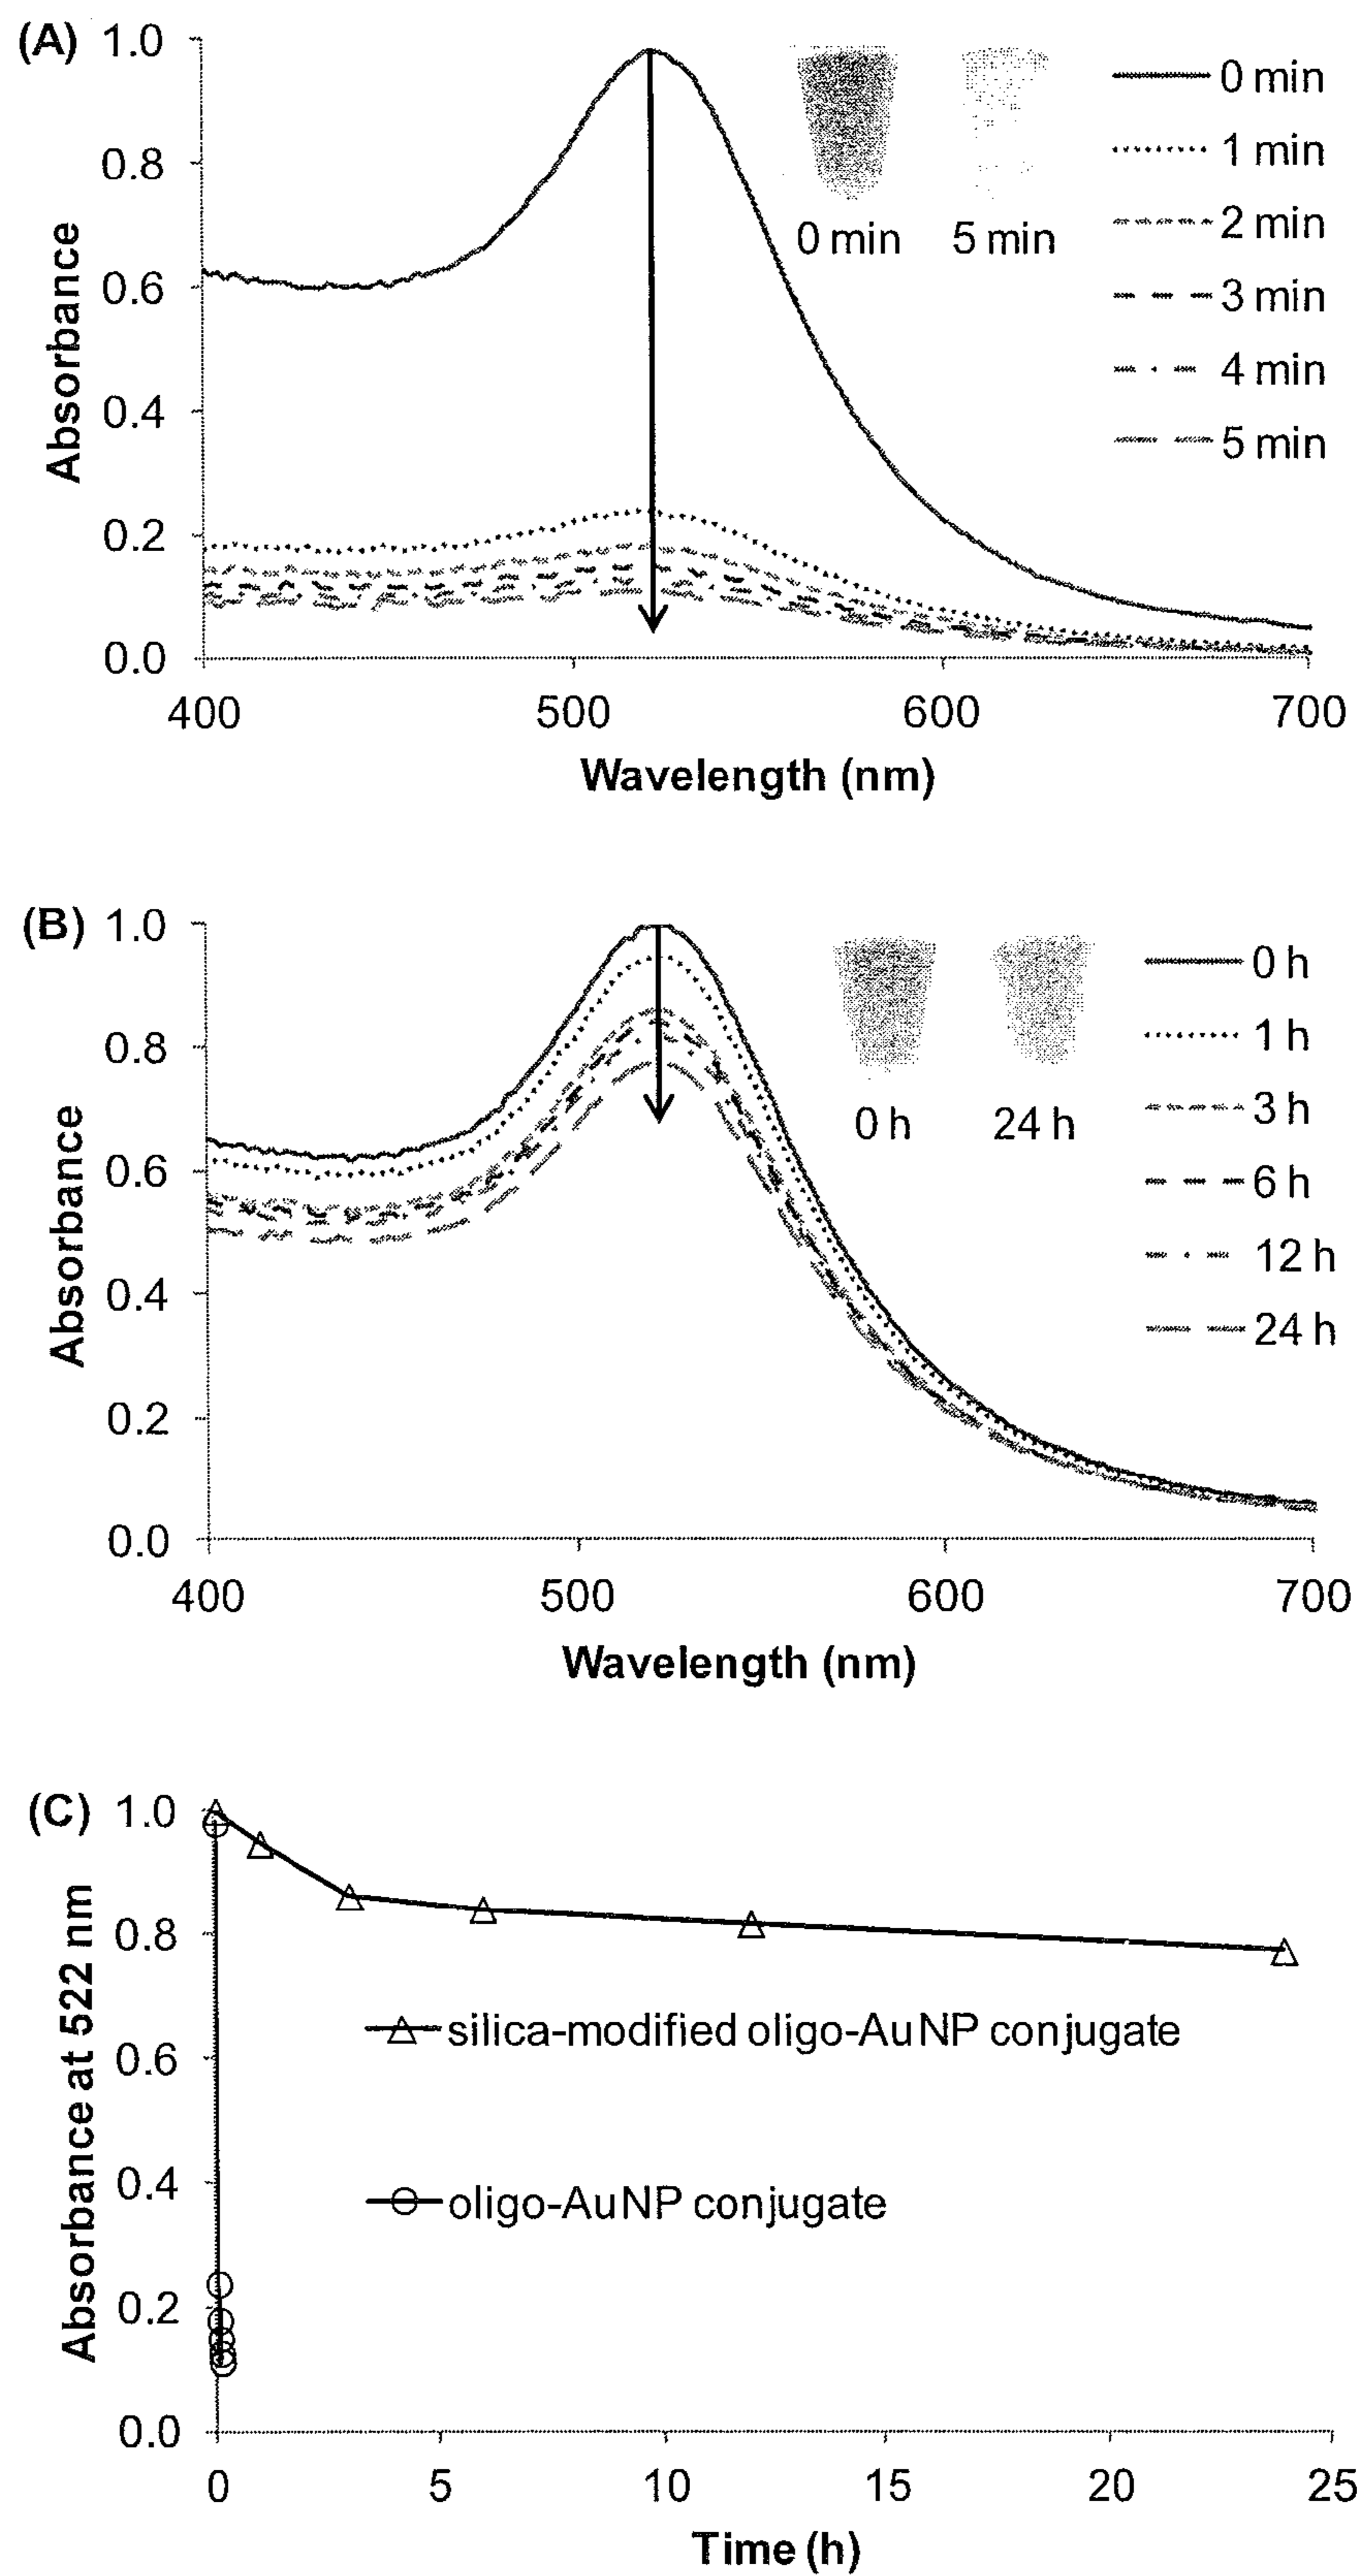 (A)
Absorbance
1.0
0.8
0.6
0.4
0.2
0.0
400 500 600 700
Wavelength (nm)
0 min 5 min
0 min
1 min
2 min
3 min
4 min
5 min
(B)
Absorbance
1.0
0.8
0.6
0.4
0.2
0.0
400 500 600 700
Wavelength (nm)
0 h 24 h
0 h
1 h
3 h
6 h
12 h
24 h
(C)
Absorbance at 522 nm
1.0
0.8
0.6
0.4
0.2
0.0
silica-modified oligo-AuNP conjugate
oligo-AuNP conjugate
0 5 10 15 20 25
Time (h)